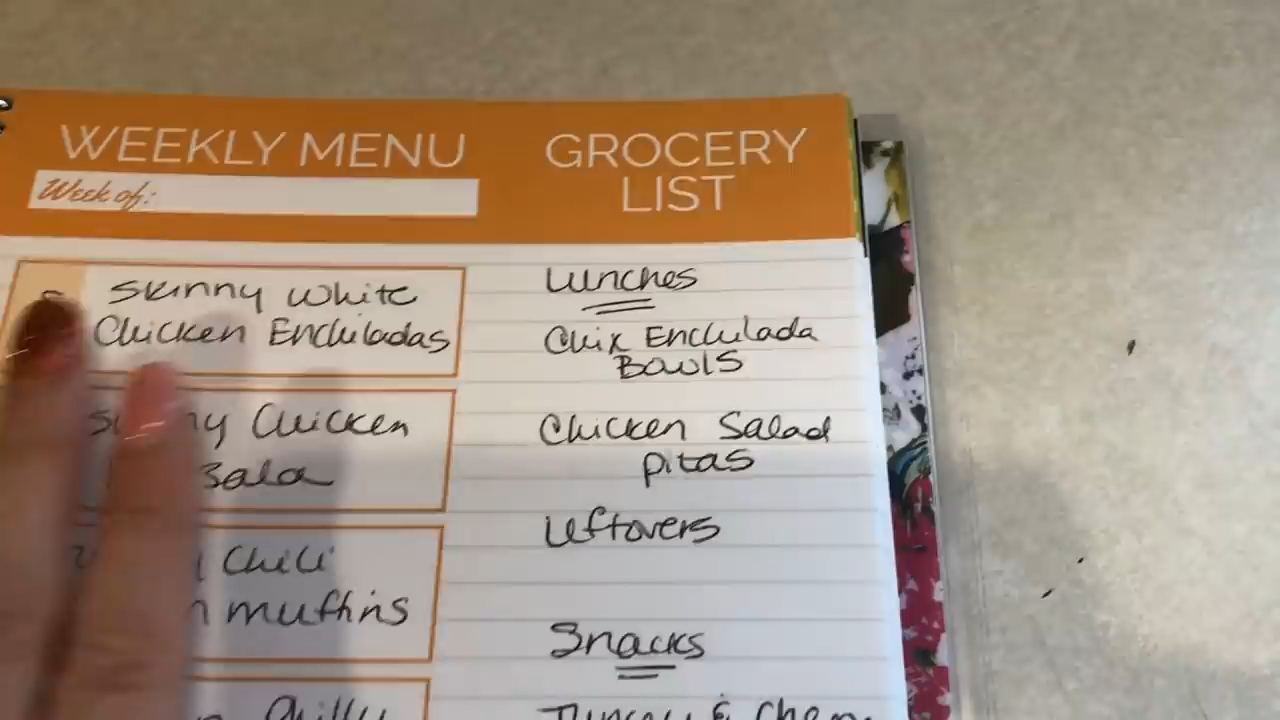 WEEKLY MENU
Week of:
Skinny White
Chicken Enchiladas
Chicken
Chili
muffins
GROCERY
LIST
Lunches
Chix Enchilada
Bowls
Chicken Salad
pitas
Leftovers
Snacks
&